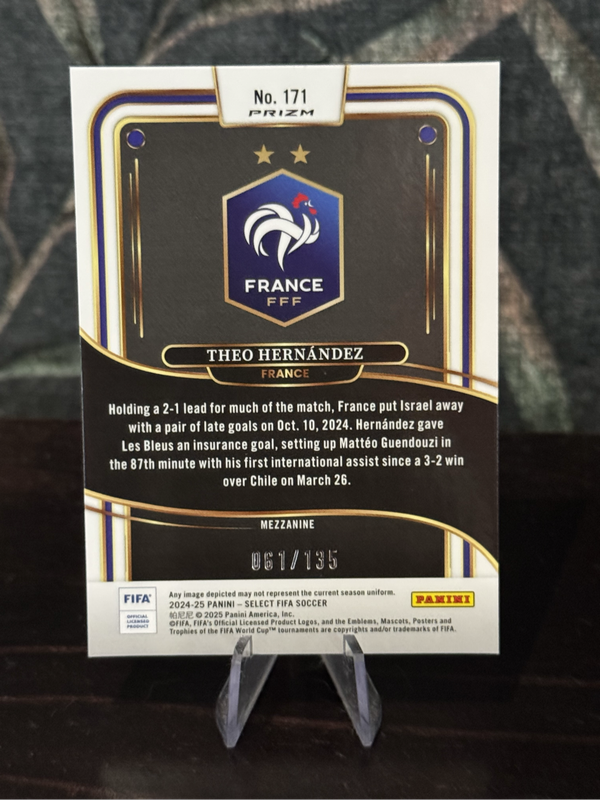 No. 171
PRIZM
FRANCE
FFF
THEO HERNÁNDEZ
FRANCE
Holding a 2-1 lead for much of the match, France put Israel away
with a pair of late goals on Oct. 10, 2024. Hernández gave
Les Bleus an insurance goal, setting up Mattéo Guendouzi in
the 87th minute with his first international assist since a 3-2 win
over Chile on March 26.
MEZZANINE
061/135
FIFA®
OFFICIAL
LICENSED
PRODUCT
Any image depicted may not represent the current season uniform.
2024-25 PANINI – SELECT FIFA SOCCER
帕尼尼 © 2025 Panini America, Inc.
©FIFA, FIFA's Official Licensed Product Logos, and the Emblems, Mascots, Posters and
Trophies of the FIFA World Cup™ tournaments are copyrights and/or trademarks of FIFA.
PANINI